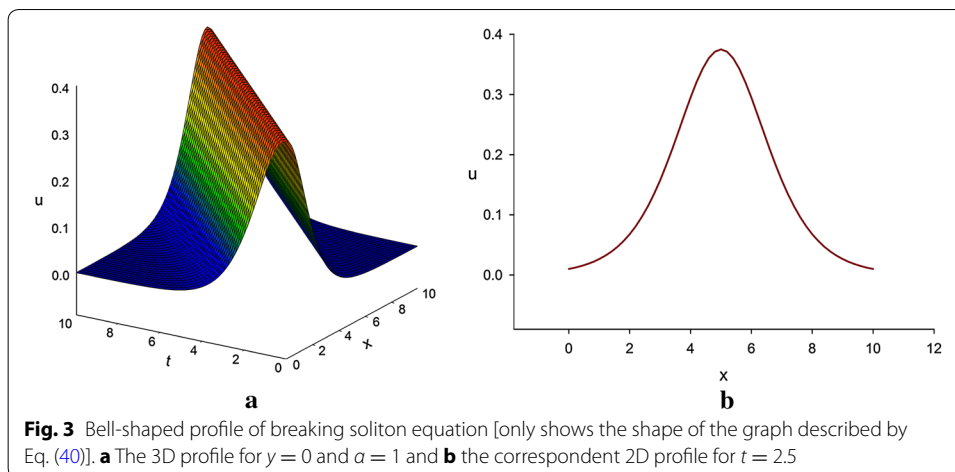 0.4
0.3
0.2
u
0.1
0.0
10
8
6
t
4
2
0
0
2
4
x
6
8
10
a
0.4
0.3
u
0.2
0.1
0.0
0 2 4 6 8 10 12
x
b
Fig. 3 Bell-shaped profile of breaking soliton equation [only shows the shape of the graph described by
Eq. (40)]. a The 3D profile for y = 0 and α = 1 and b the correspondent 2D profile for t = 2.5